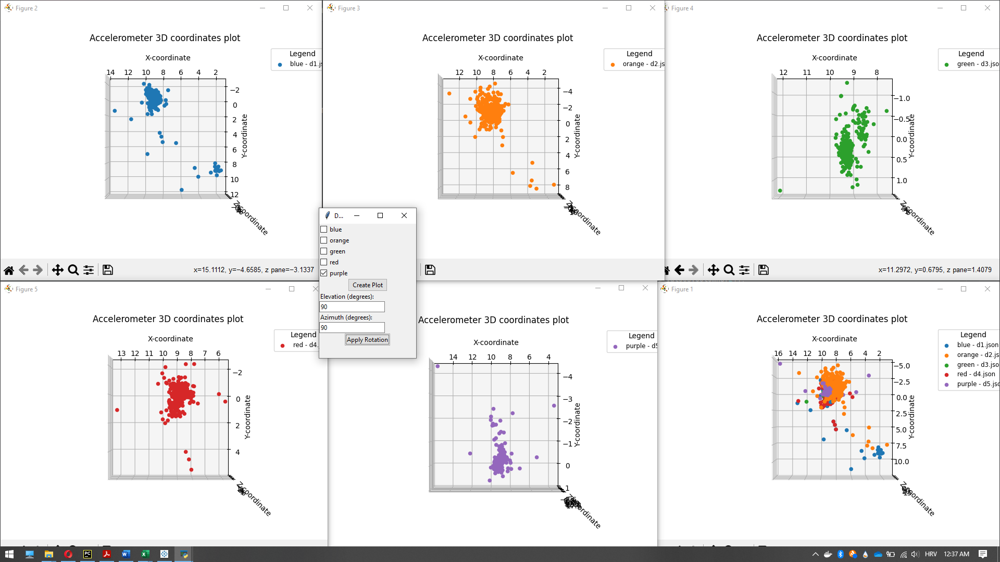 Figure 2
Accelerometer 3D coordinates plot
Legend
blue - d1.js
X-coordinate
14 12 10 8 6 4 2
−2
0
2
4
6
8
10
12
Y-coordinate
Z-coordinate
x=15.1112, y=−4.6585, z pane=−3.1337
Figure 3
Accelerometer 3D coordinates plot
Legend
orange - d2.js
X-coordinate
12 10 8 6 4 2
−4
−2
0
2
4
6
8
Y-coordinate
Z-coordinate
Figure 4
Accelerometer 3D coordinates plot
Legend
green - d3.jso
X-coordinate
12 11 10 9 8
−1.0
−0.5
0.0
0.5
1.0
Y-coordinate
Z-coordinate
x=11.2972, y=0.6795, z pane=1.4079
D...
blue
orange
green
red
purple
Create Plot
Elevation (degrees):
90
Azimuth (degrees):
90
Apply Rotation
Figure 5
Accelerometer 3D coordinates plot
Legend
red - d4.
X-coordinate
13 12 11 10 9 8 7 6
−2
0
2
4
Y-coordinate
Z-coordinate
Accelerometer 3D coordinates plot
Legend
purple - d5
X-coordinate
14 12 10 8 6 4
−4
−3
−2
−1
0
1
Y-coordinate
Z-coordinate
Figure 1
Accelerometer 3D coordinates plot
Legend
blue - d1.json
orange - d2.js
green - d3.jso
red - d4.json
purple - d5.jso
X-coordinate
16 14 12 10 8 6 4 2
−5.0
−2.5
0.0
2.5
5.0
7.5
10.0
Y-coordinate
Z-coordinate
PC
HRV
12:37 AM